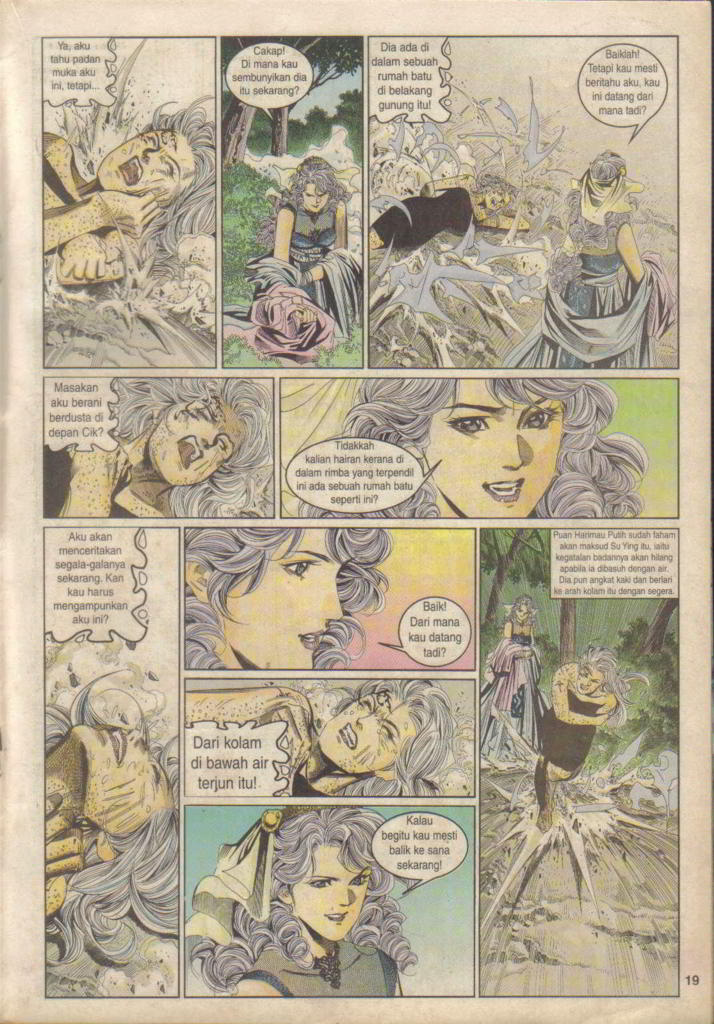 Ya, aku
tahu padan
muka aku
ini, tetapi...
Cakap!
Di mana kau
sembunyikan dia
itu sekarang?
Dia ada di
dalam sebuah
rumah batu
di belakang
gunung itu!
Baiklah!
Tetapi kau mesti
beritahu aku, kau
ini datang dari
mana tadi?
Masakan
aku berani
berdusta di
depan Cik?
Tidakkah
kalian hairan kerana di
dalam rimba yang terpendil
ini ada sebuah rumah batu
seperti ini?
Aku akan
menceritakan
segala-galanya
sekarang. Kan
kau harus
mengampunkan
aku ini?
Baik!
Dari mana
kau datang
tadi?
Dari kolam
di bawah air
terjun itu!
Kalau
begitu kau mesti
balik ke sana
sekarang!
Puan Harimau Putih sudah faham
akan maksud Su Ying itu, iaitu
kegatalan badannya akan hilang
apabila ia dibasuh dengan air.
Dia pun angkat kaki dan berlari
ke arah kolam itu dengan segera.
19